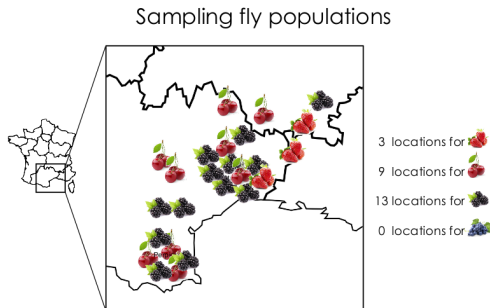 Sampling fly populations
3 locations for
9 locations for
13 locations for
0 locations for